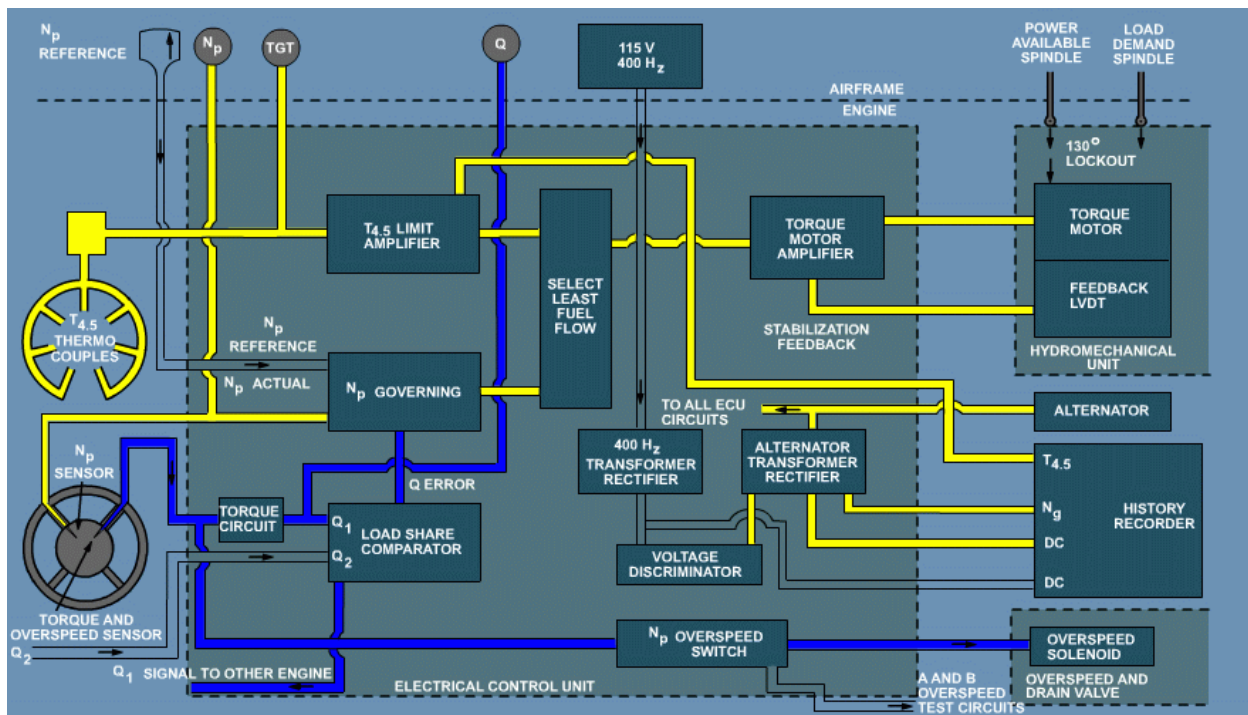 Np
REFERENCE
Np
TGT
Q
115 V
400 Hz
POWER
AVAILABLE
SPINDLE
LOAD
DEMAND
SPINDLE
AIRFRAME
ENGINE
130°
LOCKOUT
T4.5 LIMIT
AMPLIFIER
TORQUE
MOTOR
AMPLIFIER
TORQUE
MOTOR
SELECT
LEAST
FUEL
FLOW
FEEDBACK
LVDT
T4.5
THERMO
COUPLES
Np
REFERENCE
STABILIZATION
FEEDBACK
HYDROMECHANICAL
UNIT
Np ACTUAL
Np GOVERNING
TO ALL ECU
CIRCUITS
ALTERNATOR
Np
SENSOR
400 Hz
TRANSFORMER
RECTIFIER
ALTERNATOR
TRANSFORMER
RECTIFIER
T4.5
Ng
DC
DC
HISTORY
RECORDER
Q ERROR
TORQUE
CIRCUIT
Q1
Q2
LOAD SHARE
COMPARATOR
VOLTAGE
DISCRIMINATOR
TORQUE AND
OVERSPEED SENSOR
Q2
Np OVERSPEED
SWITCH
OVERSPEED
SOLENOID
Q1 SIGNAL TO OTHER ENGINE
ELECTRICAL CONTROL UNIT
A AND B
OVERSPEED
TEST CIRCUITS
OVERSPEED AND
DRAIN VALVE